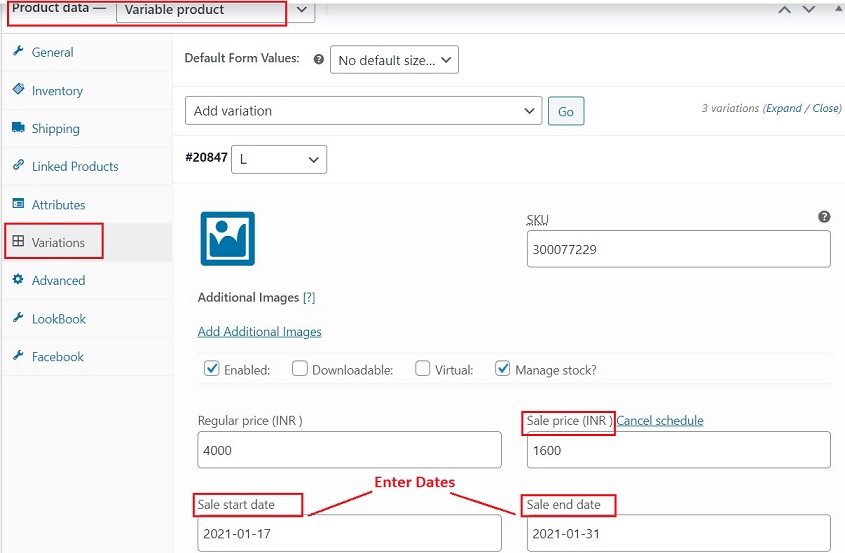 Product data — Variable product
General
Inventory
Shipping
Linked Products
Attributes
Variations
Advanced
LookBook
Facebook
Default Form Values: ? No default size...
Add variation Go 3 variations (Expand / Close)
#20847 L
SKU ?
300077229
Additional Images [?]
Add Additional Images
Enabled: Downloadable: Virtual: Manage stock?
Regular price (INR ) Sale price (INR ) Cancel schedule
4000 1600
Enter Dates
Sale start date Sale end date
2021-01-17 2021-01-31